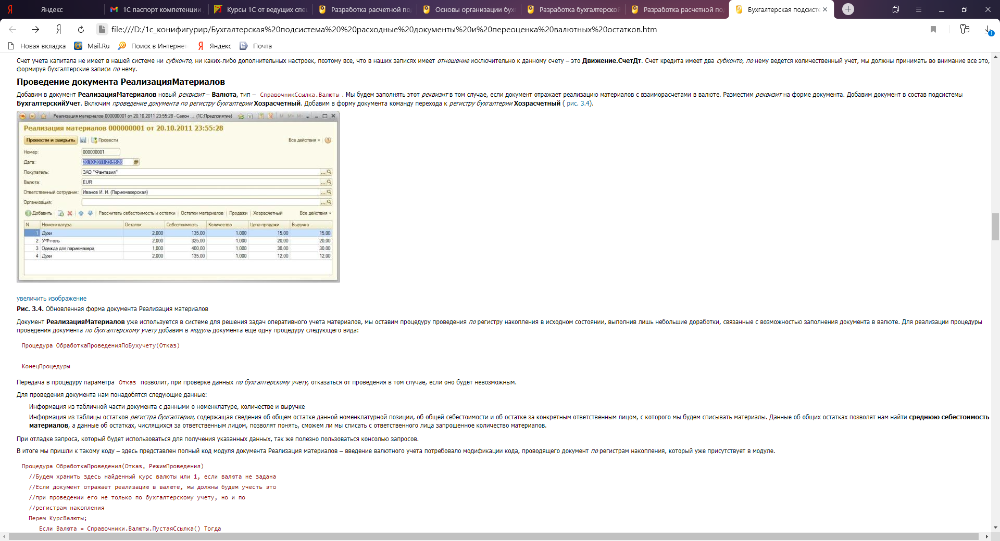 Яндекс
1С паспорт компетенции
Курсы 1С от ведущих спе
Разработка расчетной по
Основы организации бух
Разработка бухгалтерской
Разработка расчетной по
Бухгалтерская подсисте
file:///D:/1с_конифигурир/Бухгалтерская%20подсистема%20%20расходные%20документы%20и%20переоценка%20валютных%20остатков.htm
Новая вкладка
Mail.Ru
Поиск в Интернет
Яндекс
Почта
Счет учета капитала не имеет в нашей системе ни субконто, ни каких-либо дополнительных настроек, поэтому все, что в наших записях имеет отношение исключительно к данному счету – это Движение.СчетДт. Счет кредита имеет два субконто, по нему ведется количественный учет, мы должны принимать во внимание все это,
формируя бухгалтерские записи по нему.
Проведение документа РеализацияМатериалов
Добавим в документ РеализацияМатериалов новый реквизит – Валюта, тип – СправочникСсылка.Валюты . Мы будем заполнять этот реквизит в том случае, если документ отражает реализацию материалов с взаиморасчетами в валюте. Разместим реквизит на форме документа. Добавим документ в состав подсистемы
БухгалтерскийУчет. Включим проведение документа по регистру бухгалтерии Хозрасчетный. Добавим в форму документа команду перехода к регистру бухгалтерии Хозрасчетный ( рис. 3.4).
Реализация материалов 000000001 от 20.10.2011 23:55:28 - Салон ... (1С:Предприятие)
M M+ M-
Реализация материалов 000000001 от 20.10.2011 23:55:28
Провести и закрыть Провести Все действия
Номер: 000000001
Дата: 20.10.2011 23:55:28
Покупатель: ЗАО "Фантазия"
Валюта: EUR
Ответственный сотрудник: Иванов И. И. (Парикмахерская)
Организация:
Добавить Рассчитать себестоимость и остатки Остатки материалов Продажи Хозрасчетный Все действия
N Номенклатура Остаток Себестоимость Количество Цена продажи Выручка
1 Духи 2,000 135,00 1,000 15,00 15,00
2 УФ-гель 2,000 325,00 1,000 20,00 20,00
3 Одежда для парикмахера 1,000 400,00 1,000 30,00 30,00
4 Духи 2,000 135,00 1,000 12,00 12,00
увеличить изображение
Рис. 3.4. Обновленная форма документа Реализация материалов
Документ РеализацияМатериалов уже используется в системе для решения задач оперативного учета материалов, мы оставим процедуру проведения по регистру накопления в исходном состоянии, выполнив лишь небольшие доработки, связанные с возможностью заполнения документа в валюте. Для реализации процедуры
проведения документа по бухгалтерскому учету добавим в модуль документа еще одну процедуру следующего вида:
Процедура ОбработкаПроведенияПоБухучету(Отказ)
КонецПроцедуры
Передача в процедуру параметра Отказ позволит, при проверке данных по бухгалтерскому учету, отказаться от проведения в том случае, если оно будет невозможным.
Для проведения документа нам понадобятся следующие данные:
Информация из табличной части документа с данными о номенклатуре, количестве и выручке
Информация из таблицы остатков регистра бухгалтерии, содержащая сведения об общем остатке данной номенклатурной позиции, об общей себестоимости и об остатке за конкретным ответственным лицом, с которого мы будем списывать материалы. Данные об общих остатках позволят нам найти среднюю себестоимость
материалов, а данные об остатках, числящихся за ответственным лицом, позволят понять, сможем ли мы списать с ответственного лица запрошенное количество материалов.
При отладке запроса, который будет использоваться для получения указанных данных, так же полезно пользоваться консолью запросов.
В итоге мы пришли к такому коду – здесь представлен полный код модуля документа Реализация материалов – введение валютного учета потребовало модификации кода, проводящего документ по регистрам накопления, который уже присутствует в модуле.
Процедура ОбработкаПроведения(Отказ, РежимПроведения)
//Будем хранить здесь найденный курс валюты или 1, если валюта не задана
//Если документ отражает реализацию в валюте, мы должны будем учесть это
//при проведении его не только по бухгалтерскому учету, но и по
//регистрам накопления
Перем КурсВалюты;
Если Валюта = Справочники.Валюты.ПустаяСсылка() Тогда